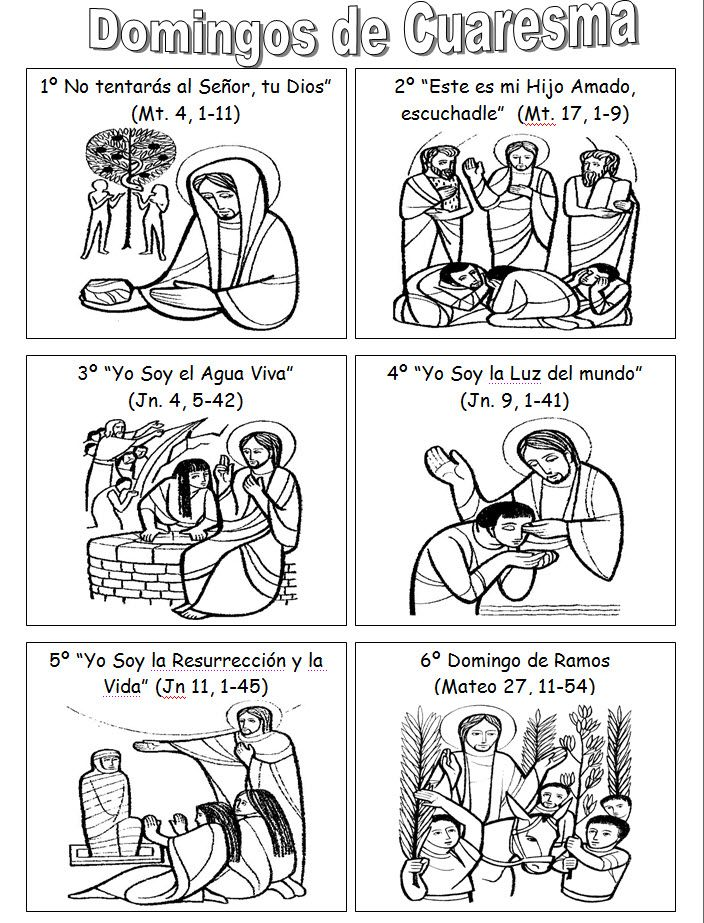 Domingos de Cuaresma
1º No tentarás al Señor, tu Dios”
(Mt. 4, 1-11)
2º “Este es mi Hijo Amado,
escuchadle” (Mt. 17, 1-9)
3º “Yo Soy el Agua Viva”
(Jn. 4, 5-42)
4º “Yo Soy la Luz del mundo”
(Jn. 9, 1-41)
5º “Yo Soy la Resurrección y la
Vida” (Jn 11, 1-45)
6º Domingo de Ramos
(Mateo 27, 11-54)